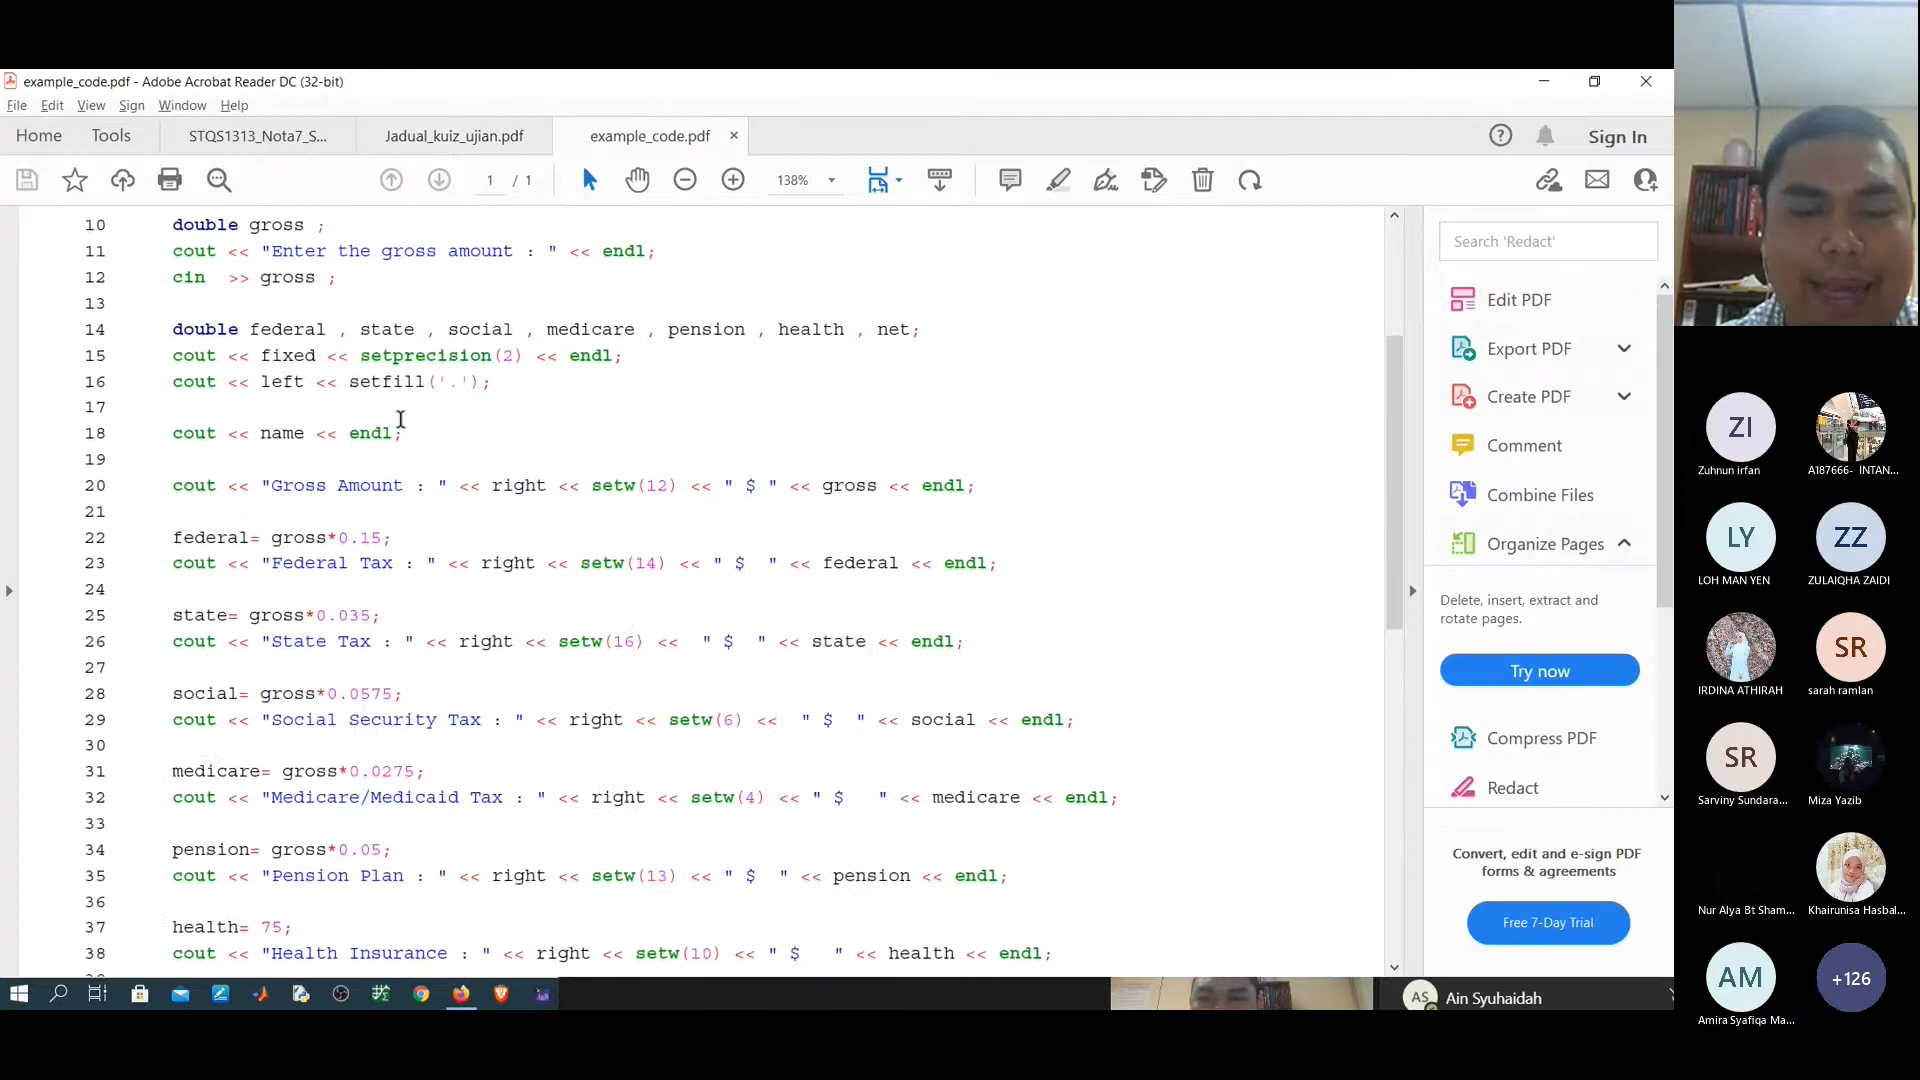 example_code.pdf - Adobe Acrobat Reader DC (32-bit)
File Edit View Sign Window Help
Home Tools STQS1313_Nota7_S... Jadual_kuiz_ujian.pdf example_code.pdf Sign In
1 / 1 138%
10 double gross ;
11 cout << "Enter the gross amount : " << endl;
12 cin  >> gross ;
13
14 double federal , state , social , medicare , pension , health , net;
15 cout << fixed << setprecision(2) << endl;
16 cout << left << setfill('.');
17
18 cout << name << endl;
19
20 cout << "Gross Amount : " << right << setw(12) << " $ " << gross << endl;
21
22 federal= gross*0.15;
23 cout << "Federal Tax : " << right << setw(14) << " $  " << federal << endl;
24
25 state= gross*0.035;
26 cout << "State Tax : " << right << setw(16) <<  " $  " << state << endl;
27
28 social= gross*0.0575;
29 cout << "Social Security Tax : " << right << setw(6) <<  " $  " << social << endl;
30
31 medicare= gross*0.0275;
32 cout << "Medicare/Medicaid Tax : " << right << setw(4) << " $   " << medicare << endl;
33
34 pension= gross*0.05;
35 cout << "Pension Plan : " << right << setw(13) << " $  " << pension << endl;
36
37 health= 75;
38 cout << "Health Insurance : " << right << setw(10) << " $   " << health << endl;
Search 'Redact'
Edit PDF
Export PDF
Create PDF
Comment
Combine Files
Organize Pages
Delete, insert, extract and
rotate pages.
Try now
Compress PDF
Redact
Convert, edit and e-sign PDF
forms & agreements
Free 7-Day Trial
AS Ain Syuhaidah
ZI
Zuhnun irfan A187666- INTAN...
LY ZZ
LOH MAN YEN ZULAIQHA ZAIDI
SR
IRDINA ATHIRAH sarah ramlan
SR
Sarviny Sundara... Miza Yazib
Nur Alya Bt Sham... Khairunisa Hasbal...
AM +126
Amira Syafiqa Ma...